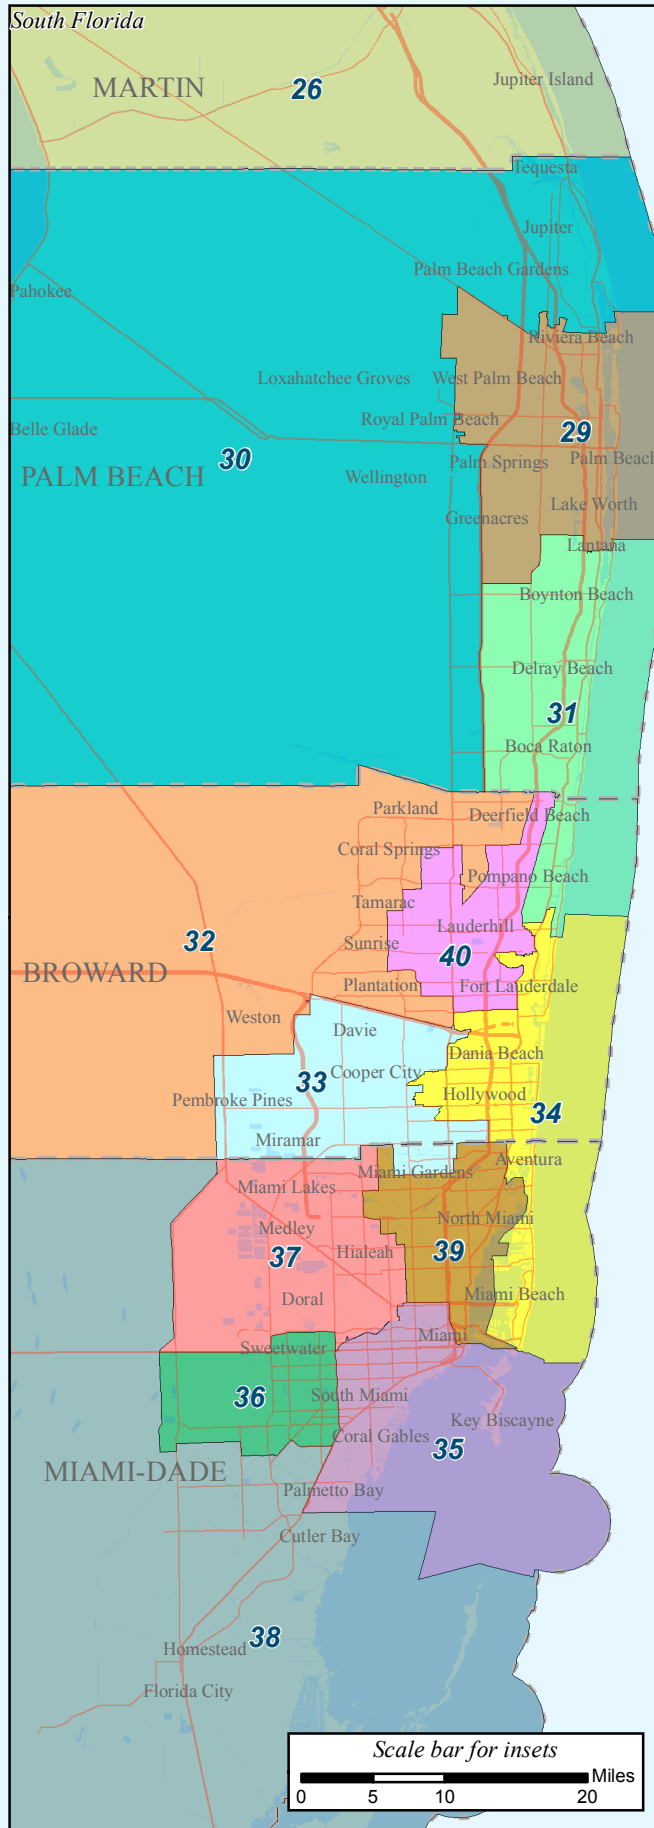 South Florida
Jupiter Island
MARTIN
26
Tequesta
Jupiter
Palm Beach Gardens
Pahokee
Riviera Beach
Loxahatchee Groves
West Palm Beach
Royal Palm Beach
Belle Glade
29
30
Palm Springs
Palm Beach
PALM BEACH
Wellington
Lake Worth
Greenacres
Lantana
Boynton Beach
Delray Beach
31
Boca Raton
Parkland
Deerfield Beach
Coral Springs
Pompano Beach
Tamarac
Lauderhill
32
Sunrise
40
BROWARD
Plantation
Fort Lauderdale
Weston
Davie
Dania Beach
Cooper City
33
Hollywood
Pembroke Pines
34
Miramar
Aventura
Miami Gardens
Miami Lakes
North Miami
Medley
37
Hialeah
39
Miami Beach
Doral
Miami
Sweetwater
36
South Miami
Key Biscayne
Coral Gables
35
MIAMI-DADE
Palmetto Bay
Cutler Bay
38
Homestead
Florida City
Scale bar for insets
Miles
0 5 10 20